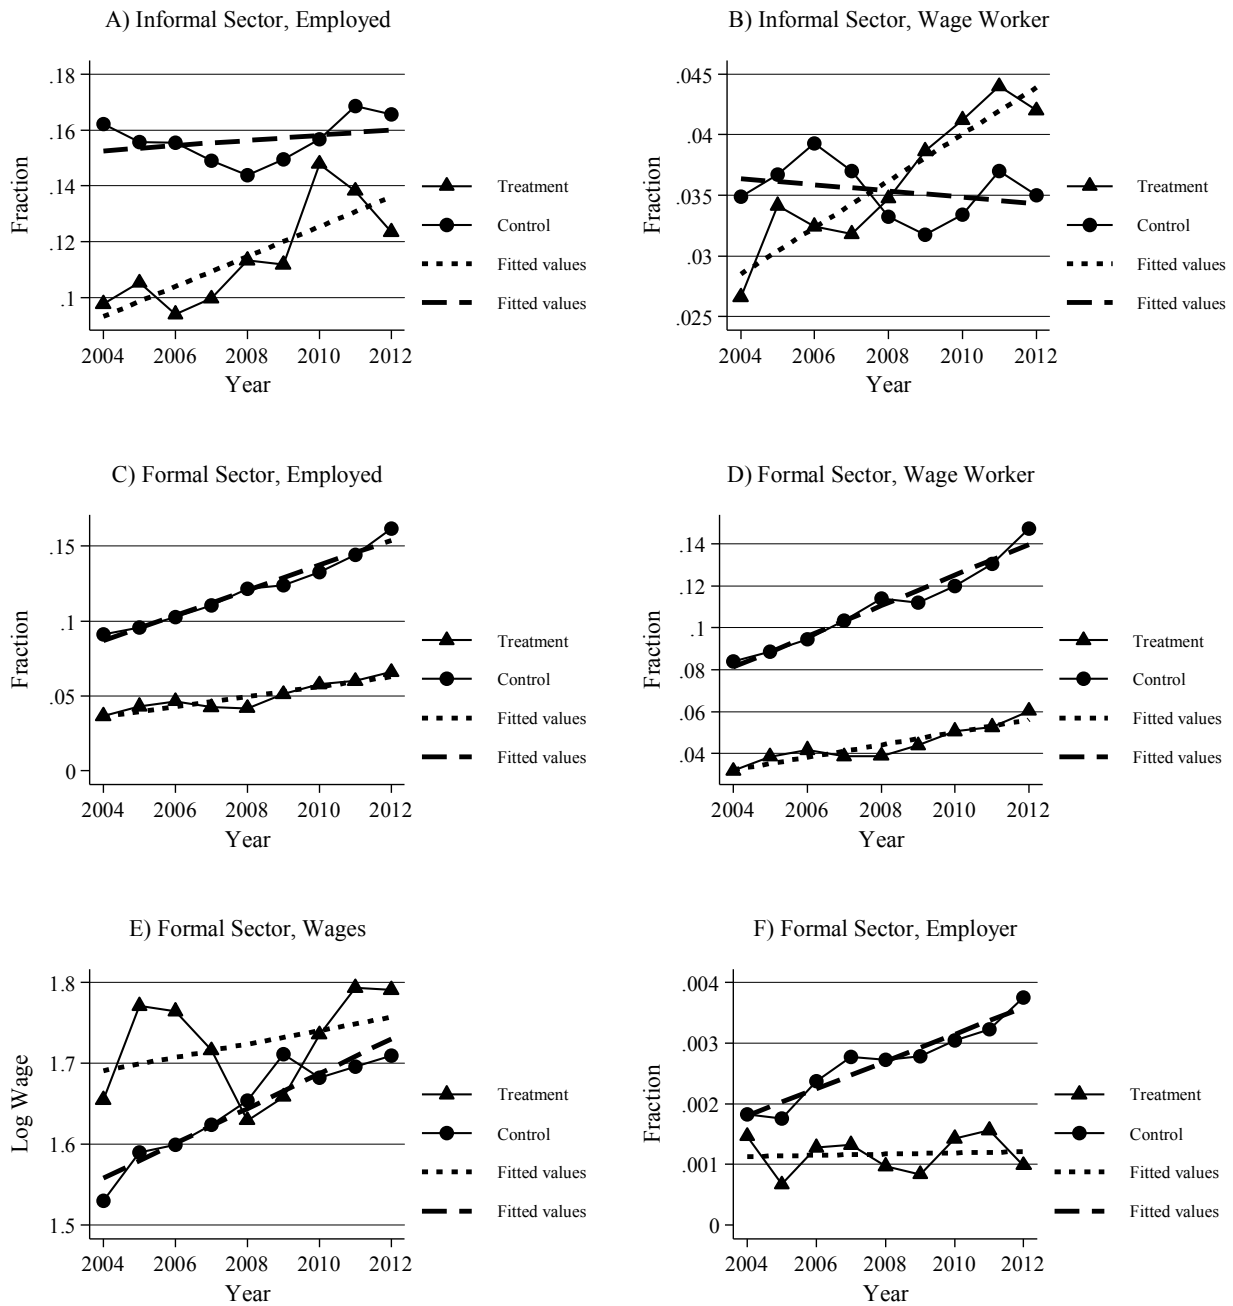 A) Informal Sector, Employed
.18
.16
.14
.12
.1
Fraction
2004 2006 2008 2010 2012
Year
Treatment
Control
Fitted values
Fitted values
B) Informal Sector, Wage Worker
.045
.04
.035
.03
.025
Fraction
2004 2006 2008 2010 2012
Year
Treatment
Control
Fitted values
Fitted values
C) Formal Sector, Employed
.15
.1
.05
0
Fraction
2004 2006 2008 2010 2012
Year
Treatment
Control
Fitted values
Fitted values
D) Formal Sector, Wage Worker
.14
.12
.1
.08
.06
.04
Fraction
2004 2006 2008 2010 2012
Year
Treatment
Control
Fitted values
Fitted values
E) Formal Sector, Wages
1.8
1.7
1.6
1.5
Log Wage
2004 2006 2008 2010 2012
Year
Treatment
Control
Fitted values
Fitted values
F) Formal Sector, Employer
.004
.003
.002
.001
0
Fraction
2004 2006 2008 2010 2012
Year
Treatment
Control
Fitted values
Fitted values